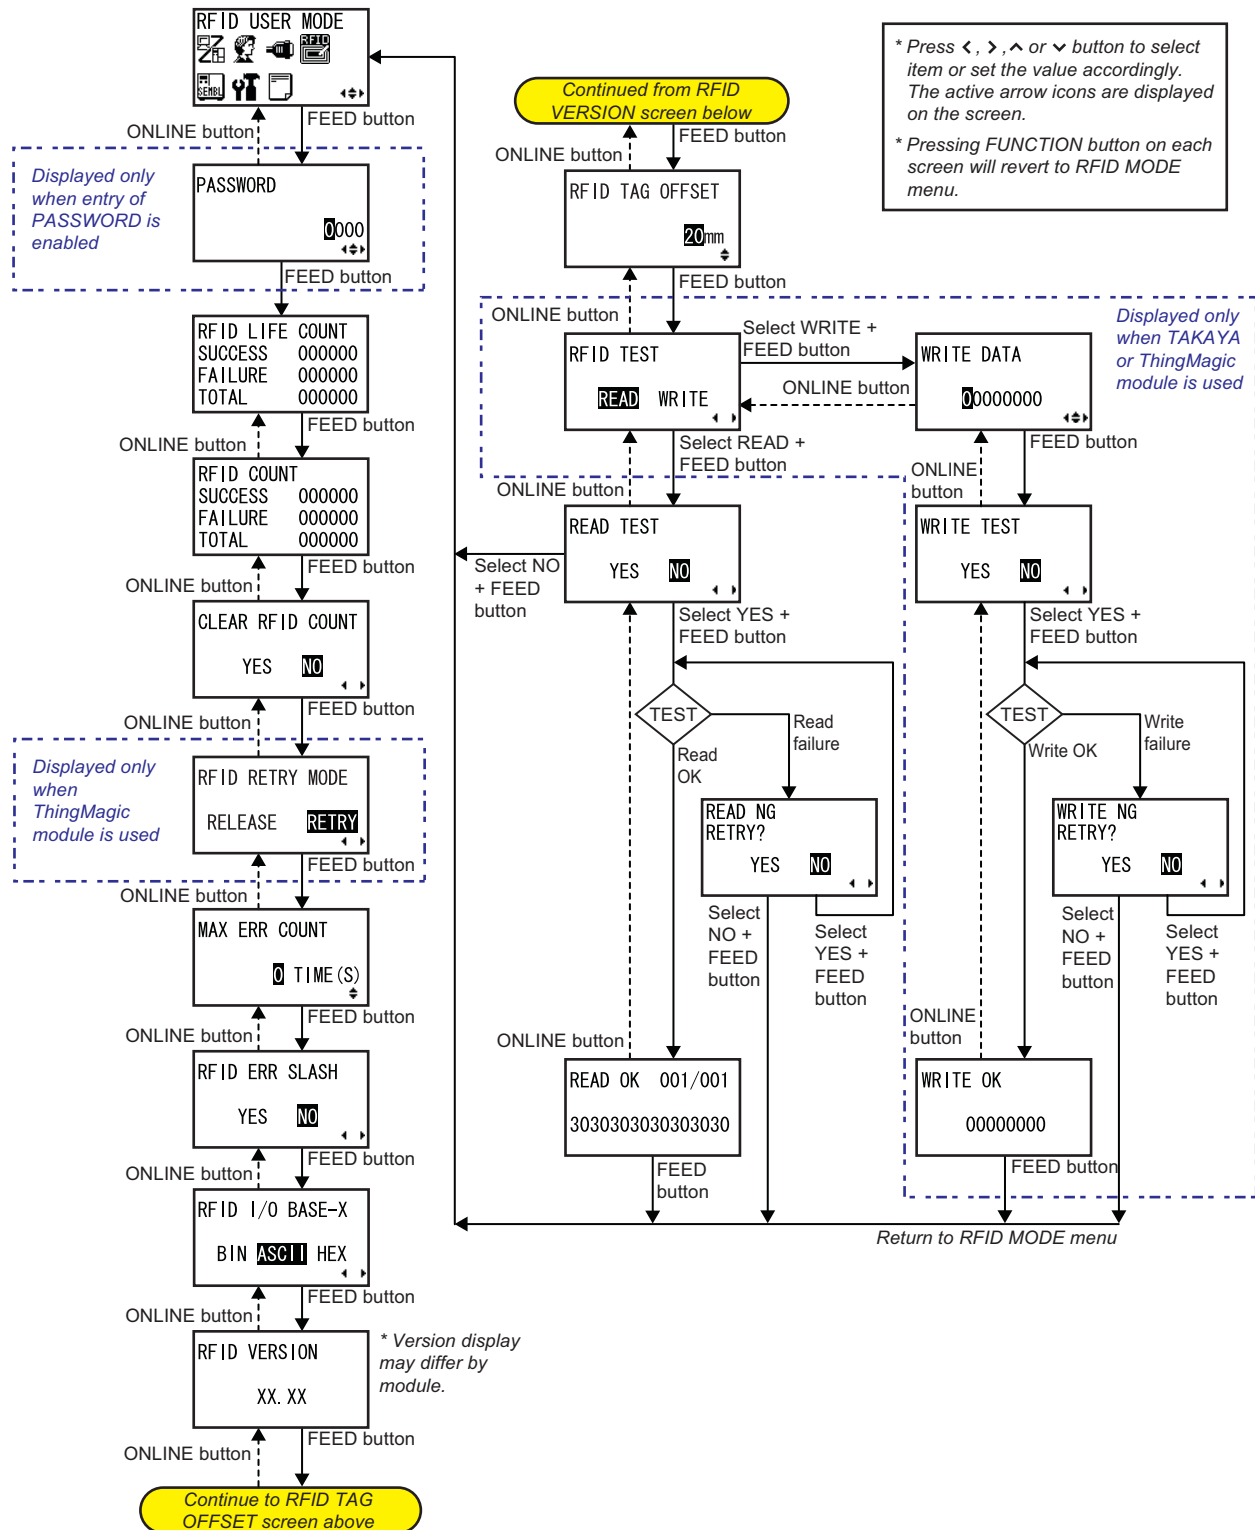 RFID USER MODE
RFID
SEMBL
ONLINE button
FEED button
Displayed only
when entry of
PASSWORD is
enabled
PASSWORD
0000
FEED button
RFID LIFE COUNT
SUCCESS 000000
FAILURE 000000
TOTAL 000000
ONLINE button
FEED button
RFID COUNT
SUCCESS 000000
FAILURE 000000
TOTAL 000000
ONLINE button
FEED button
CLEAR RFID COUNT
YES NO
ONLINE button
FEED button
Displayed only
when
ThingMagic
module is used
RFID RETRY MODE
RELEASE RETRY
ONLINE button
FEED button
MAX ERR COUNT
0 TIME(S)
ONLINE button
FEED button
RFID ERR SLASH
YES NO
ONLINE button
FEED button
RFID I/O BASE-X
BIN ASCII HEX
ONLINE button
FEED button
RFID VERSION
XX.XX
* Version display
may differ by
module.
ONLINE button
FEED button
Continue to RFID TAG
OFFSET screen above
Continued from RFID
VERSION screen below
ONLINE button
FEED button
RFID TAG OFFSET
20mm
ONLINE button
FEED button
RFID TEST
READ WRITE
Select WRITE +
FEED button
ONLINE button
WRITE DATA
00000000
Displayed only
when TAKAYA
or ThingMagic
module is used
ONLINE button
Select READ +
FEED button
READ TEST
YES NO
Select NO
+ FEED
button
Select YES +
FEED button
TEST
Read
failure
Read
OK
READ NG
RETRY?
YES NO
Select
NO +
FEED
button
Select
YES +
FEED
button
ONLINE button
READ OK 001/001
3030303030303030
FEED
button
ONLINE
button
FEED button
WRITE TEST
YES NO
Select YES +
FEED button
TEST
Write
failure
Write OK
WRITE NG
RETRY?
YES NO
Select
NO +
FEED
button
Select
YES +
FEED
button
ONLINE
button
WRITE OK
00000000
FEED button
Return to RFID MODE menu
* Press <, >, ∧ or ∨ button to select
item or set the value accordingly.
The active arrow icons are displayed
on the screen.
* Pressing FUNCTION button on each
screen will revert to RFID MODE
menu.